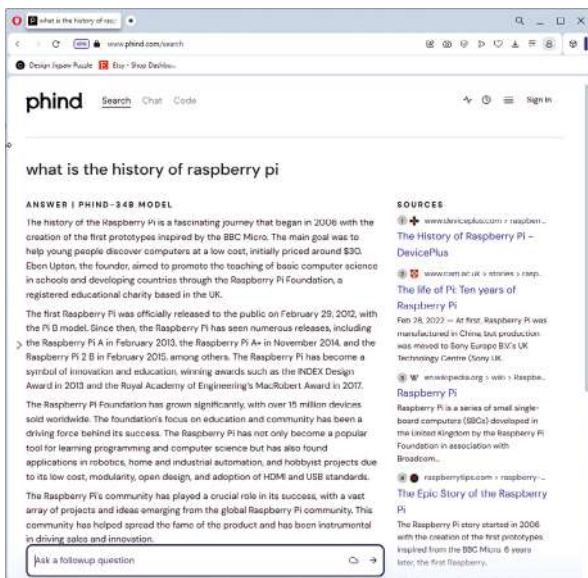 what is the history of rasp
www.phind.com/search
Design Jigsaw Puzzle
Etsy - Shop Dashbo...
phind
Search Chat Code
Sign In
what is the history of raspberry pi
ANSWER | PHIND-34B MODEL
The history of the Raspberry Pi is a fascinating journey that began in 2006 with the
creation of the first prototypes inspired by the BBC Micro. The main goal was to
help young people discover computers at a low cost, initially priced around $30.
Eben Upton, the founder, aimed to promote the teaching of basic computer science
in schools and developing countries through the Raspberry Pi Foundation, a
registered educational charity based in the UK.
The first Raspberry Pi was officially released to the public on February 29, 2012, with
the Pi B model. Since then, the Raspberry Pi has seen numerous releases, including
the Raspberry Pi A in February 2013, the Raspberry Pi A+ in November 2014, and the
Raspberry Pi 2 B in February 2015, among others. The Raspberry Pi has become a
symbol of innovation and education, winning awards such as the INDEX Design
Award in 2013 and the Royal Academy of Engineering's MacRobert Award in 2017.
The Raspberry Pi Foundation has grown significantly, with over 15 million devices
sold worldwide. The foundation's focus on education and community has been a
driving force behind its success. The Raspberry Pi has not only become a popular
tool for learning programming and computer science but has also found
applications in robotics, home and industrial automation, and hobbyist projects due
to its low cost, modularity, open design, and adoption of HDMI and USB standards.
The Raspberry Pi's community has played a crucial role in its success, with a vast
array of projects and ideas emerging from the global Raspberry Pi community. This
community has helped spread the fame of the product and has been instrumental
in driving sales and innovation.
Ask a followup question
SOURCES
www.deviceplus.com › raspberr...
The History of Raspberry Pi –
DevicePlus
www.cam.ac.uk › stories › rasp...
The life of Pi: Ten years of
Raspberry Pi
Feb 28, 2022 — At first, Raspberry Pi was
manufactured in China, but production
was moved to Sony Europe B.V.'s UK
Technology Centre (Sony UK...
en.wikipedia.org › wiki › Raspbe...
Raspberry Pi
Raspberry Pi is a series of small single-
board computers (SBCs) developed in
the United Kingdom by the Raspberry Pi
Foundation in association with
Broadcom...
raspberrytips.com › raspberry-...
The Epic Story of the Raspberry
Pi
The Raspberry Pi story started in 2006
with the creation of the first prototypes
inspired from the BBC Micro. 6 years
later, the first Raspberry.